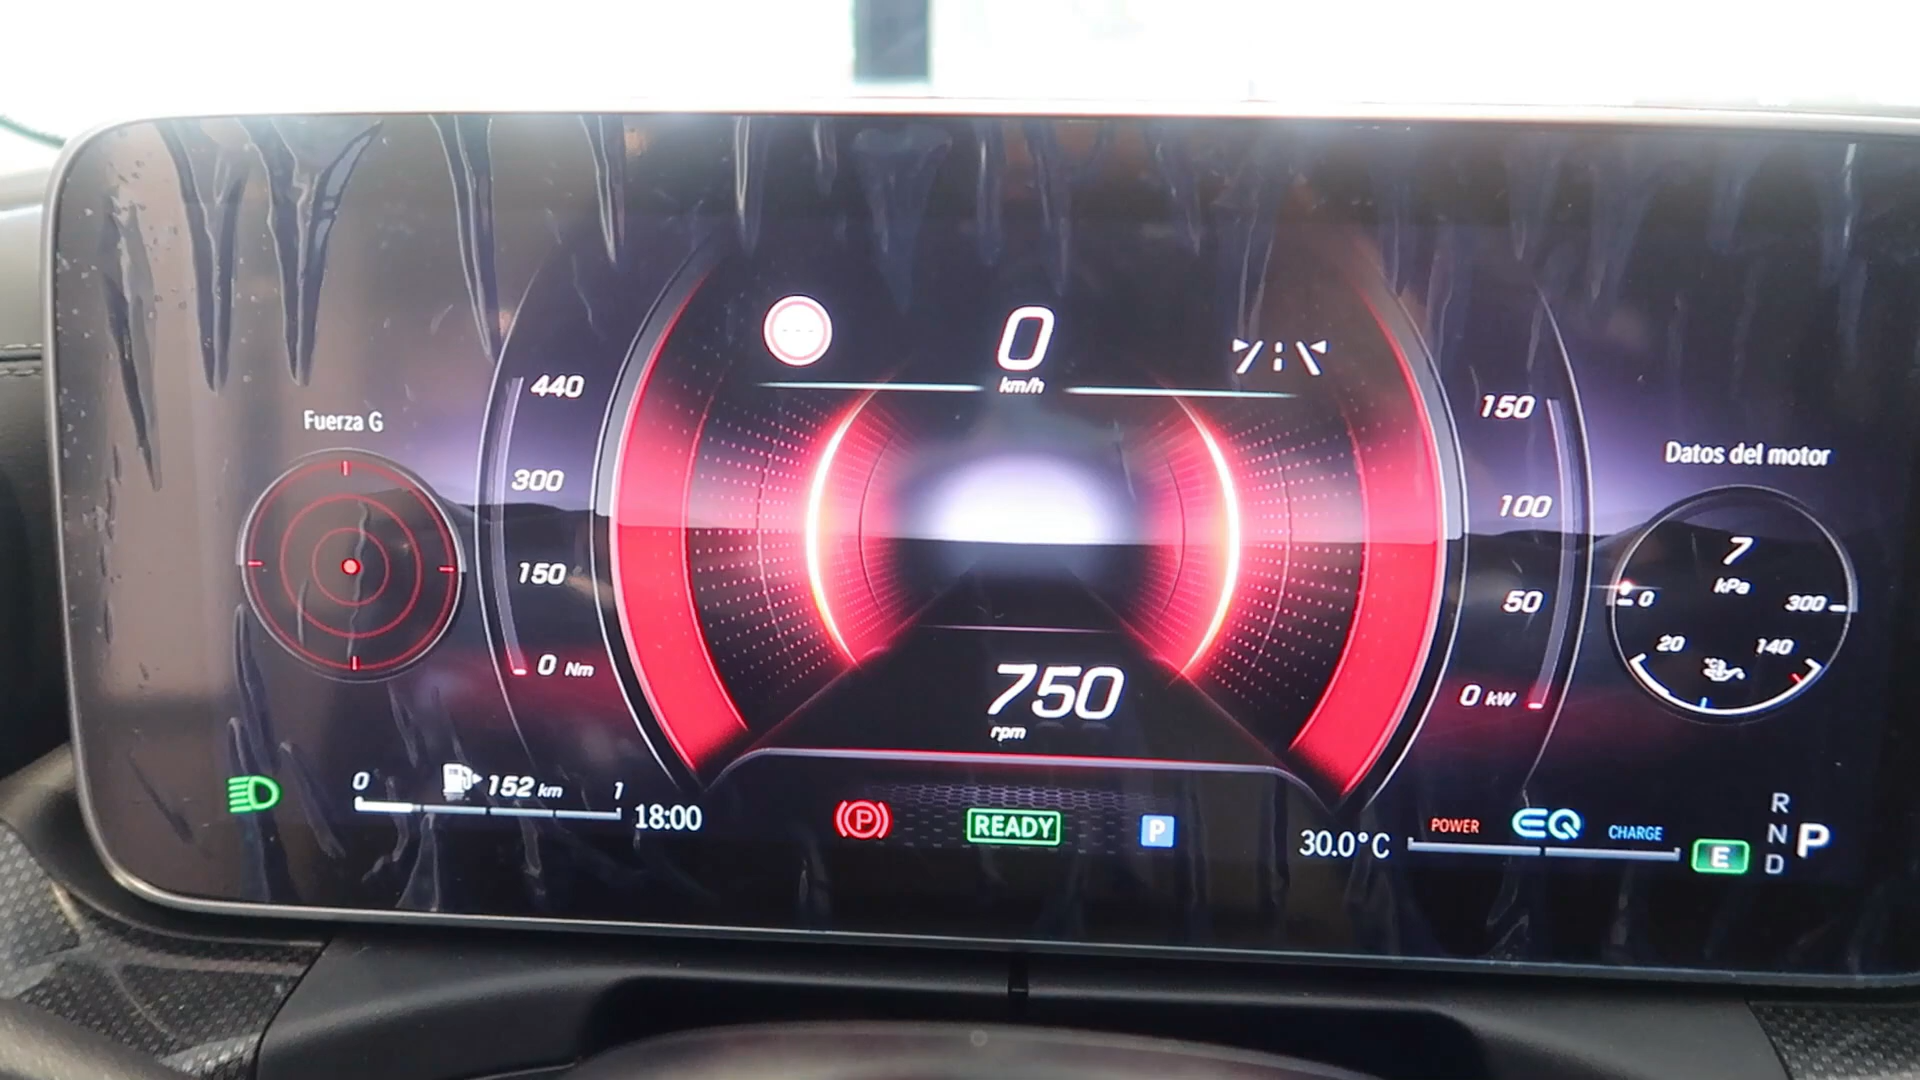 0
km/h
Fuerza G
440
300
150
0 Nm
150
100
50
0 kW
Datos del motor
7
kPa
0
300
20
140
°C
750
rpm
0
152 km
1
18:00
P
READY
P
30.0°C
POWER
EQ
CHARGE
E
R
N
D
P